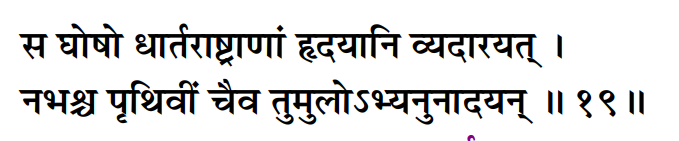 स घोषो धार्तराष्ट्राणां हृदयानि व्यदारयत् ।
नभश्च पृथिवीं चैव तुमुलोऽभ्यनुनादयन् ॥ १९॥